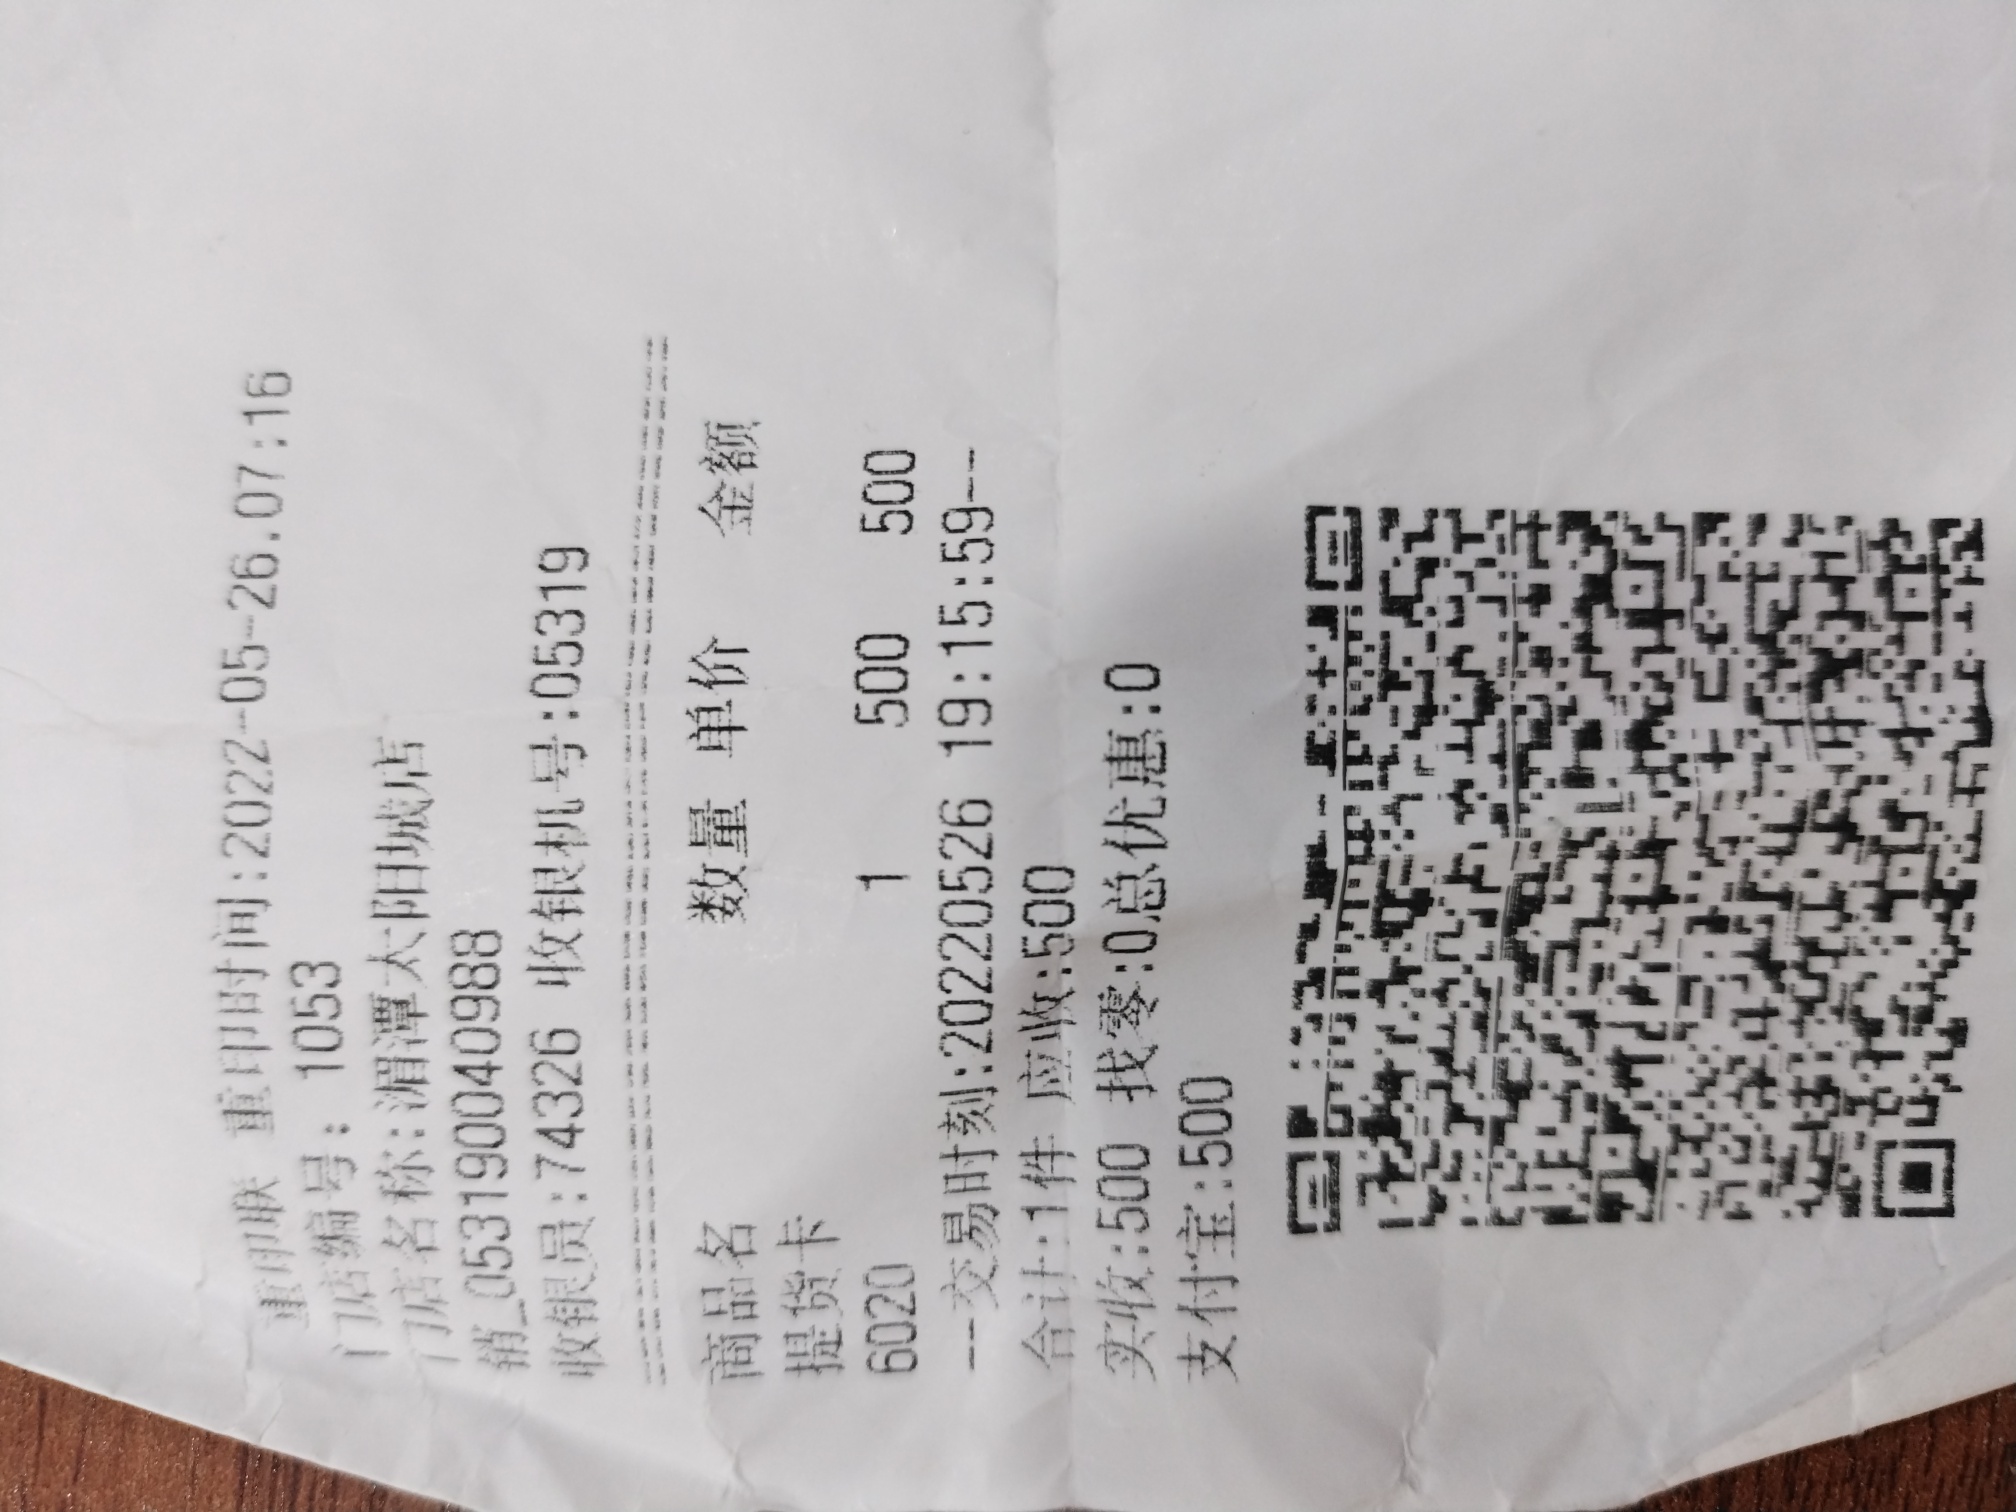 重印联 重印时间:2022-05-26.07:16
门店编号: 1053
门店名称:湄潭太阳城店
销_0531900040988
收银员:74326 收银机号:05319
================================
商品名 数量 单价 金额
提货卡
6020 1 500 500
--交易时刻:20220526 19:15:59--
合计:1件 应收:500
实收:500 找零:0总优惠:0
支付宝:500